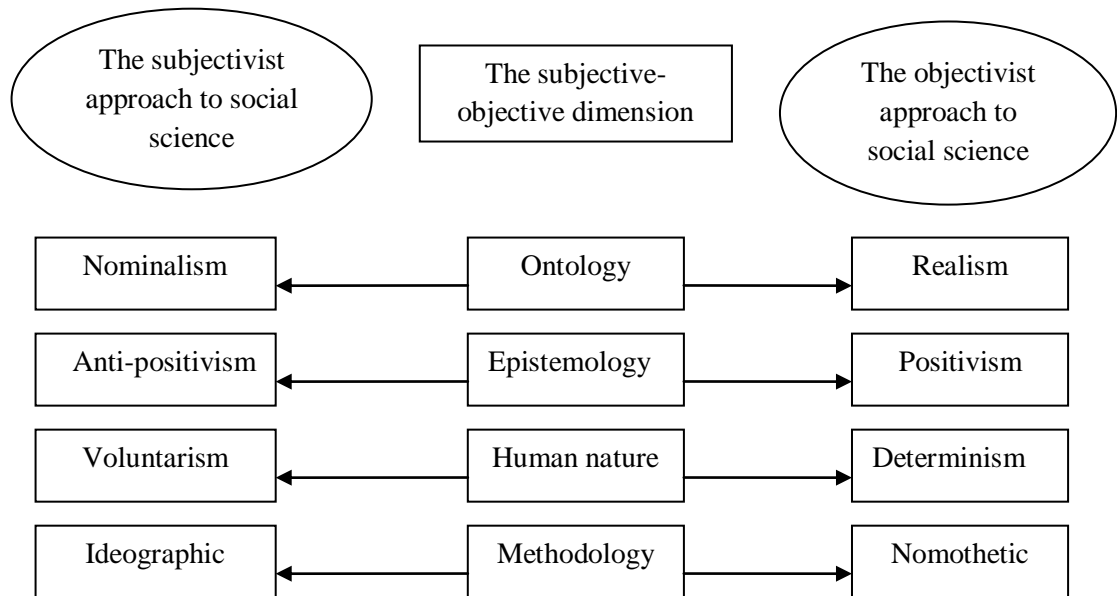 The subjectivist
approach to social
science
The subjective-
objective dimension
The objectivist
approach to
social science
Nominalism
Ontology
Realism
Anti-positivism
Epistemology
Positivism
Voluntarism
Human nature
Determinism
Ideographic
Methodology
Nomothetic